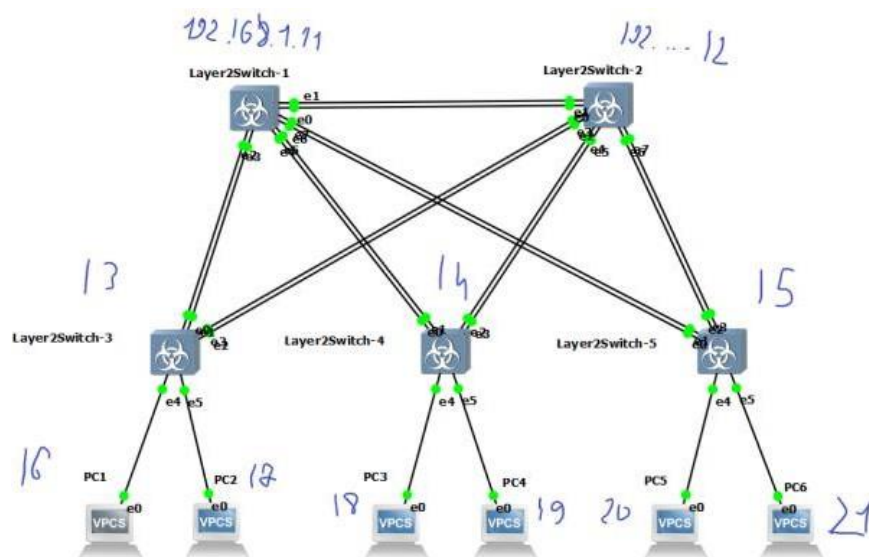 192.168.1.11
192.....12
Layer2Switch-1
Layer2Switch-2
e1
e0
e5
e7
13
14
15
Layer2Switch-3
Layer2Switch-4
Layer2Switch-5
e3
e2
e4
e5
e4
e5
e4
e5
16
PC1
PC2
17
PC3
PC4
PC5
PC6
e0
e0
18
e0
e0
19
20
e0
e0
21
VPCS
VPCS
VPCS
VPCS
VPCS
VPCS